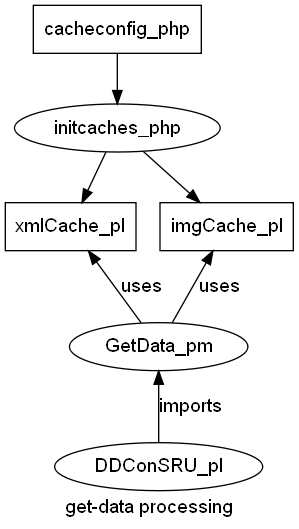 cacheconfig_php
initcaches_php
xmlCache_pl
imgCache_pl
uses
uses
GetData_pm
imports
DDConSRU_pl
get-data processing